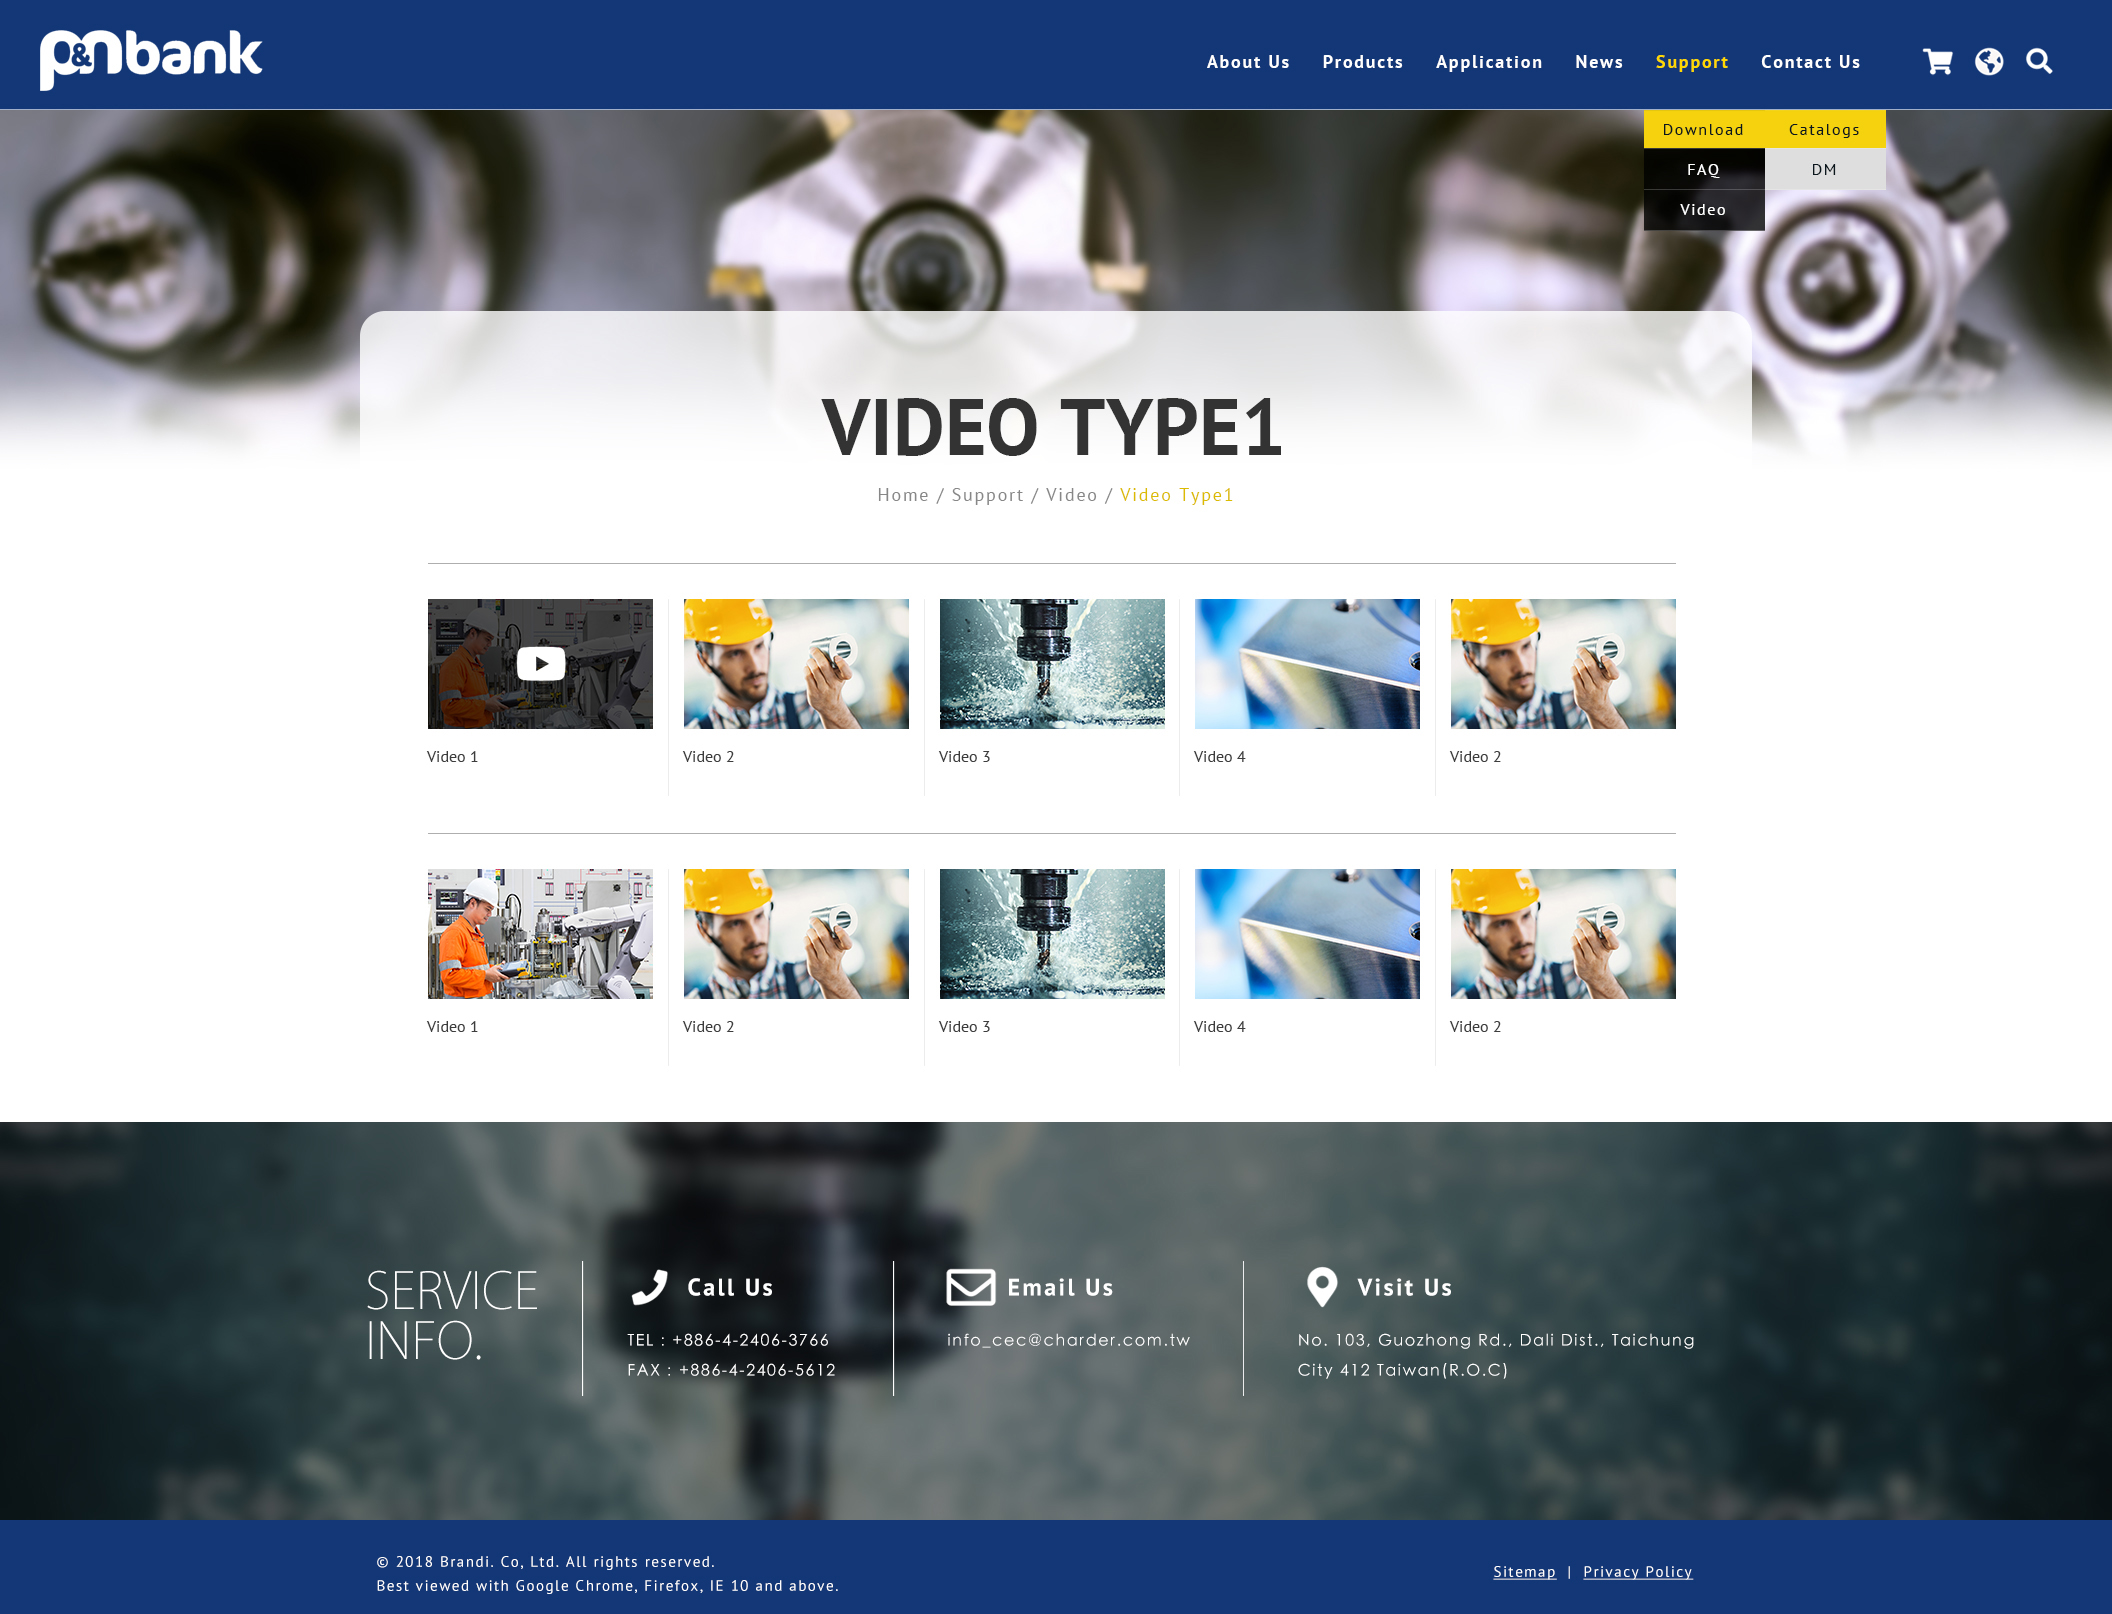 p&nbank
About Us Products Application News Support Contact Us
Download Catalogs
FAQ DM
Video
VIDEO TYPE1
Home / Support / Video / Video Type1
Video 1 Video 2 Video 3 Video 4 Video 2
Video 1 Video 2 Video 3 Video 4 Video 2
SERVICE
INFO.
Call Us
TEL : +886-4-2406-3766
FAX : +886-4-2406-5612
Email Us
info_cec@charder.com.tw
Visit Us
No. 103, Guozhong Rd., Dali Dist., Taichung
City 412 Taiwan(R.O.C)
© 2018 Brandi. Co, Ltd. All rights reserved.
Best viewed with Google Chrome, Firefox, IE 10 and above.
Sitemap | Privacy Policy